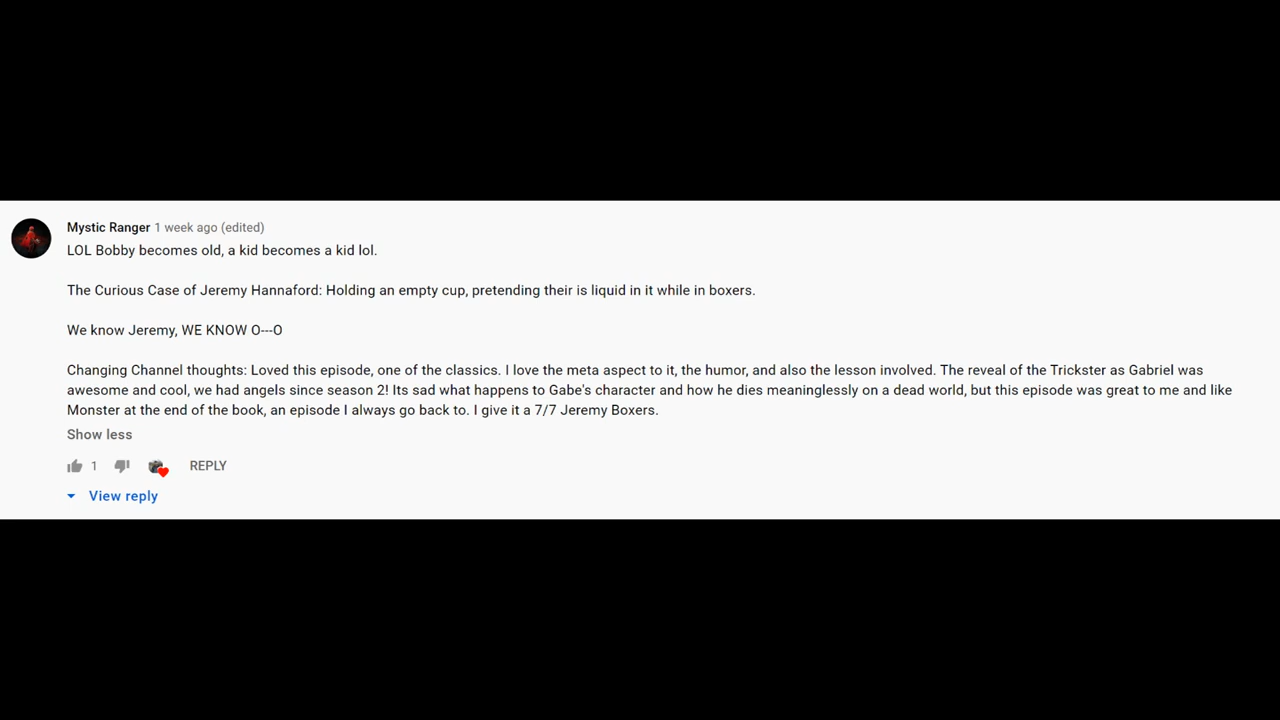 Mystic Ranger 1 week ago (edited)
LOL Bobby becomes old, a kid becomes a kid lol.
The Curious Case of Jeremy Hannaford: Holding an empty cup, pretending their is liquid in it while in boxers.
We know Jeremy, WE KNOW O---O
Changing Channel thoughts: Loved this episode, one of the classics. I love the meta aspect to it, the humor, and also the lesson involved. The reveal of the Trickster as Gabriel was
awesome and cool, we had angels since season 2! Its sad what happens to Gabe's character and how he dies meaninglessly on a dead world, but this episode was great to me and like
Monster at the end of the book, an episode I always go back to. I give it a 7/7 Jeremy Boxers.
Show less
1 REPLY
View reply